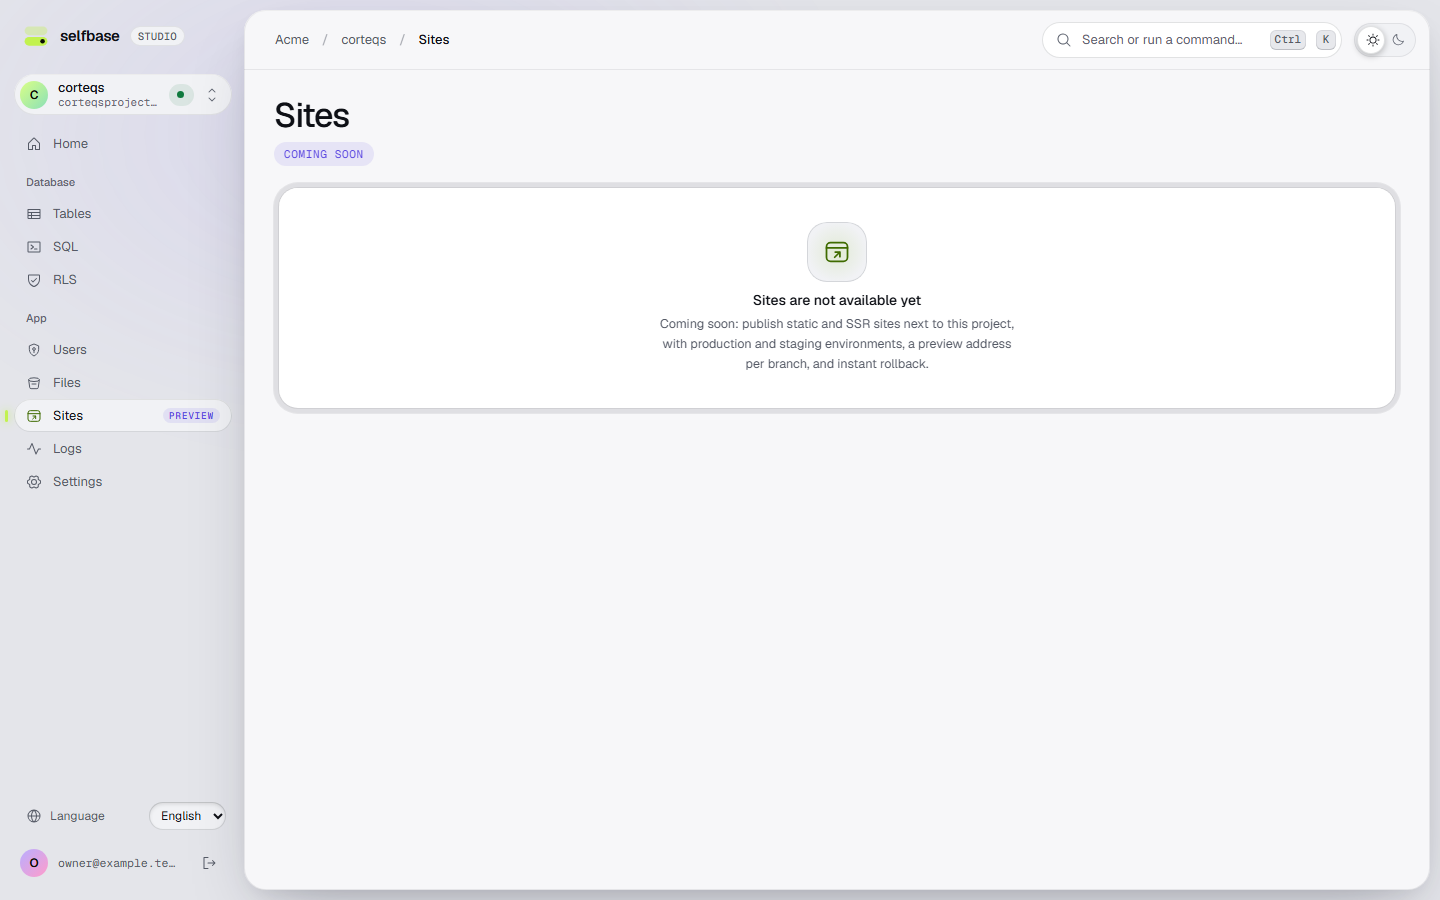 selfbase STUDIO
Acme / corteqs / Sites
Search or run a command... Ctrl K
C
corteqs
corteqsproject…
Home
Database
Tables
SQL
RLS
App
Users
Files
Sites PREVIEW
Logs
Settings
Language English
O owner@example.te…
Sites
COMING SOON
Sites are not available yet
Coming soon: publish static and SSR sites next to this project,
with production and staging environments, a preview address
per branch, and instant rollback.